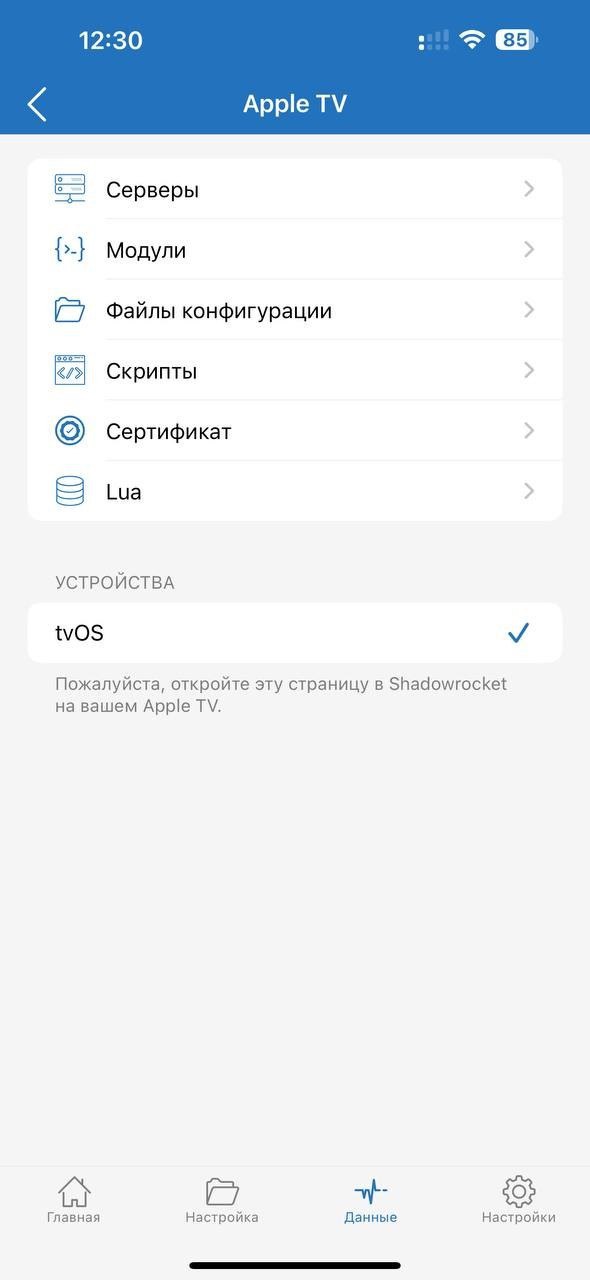 12:30
85
Apple TV
Серверы
Модули
Файлы конфигурации
Скрипты
Сертификат
Lua
УСТРОЙСТВА
tvOS
Пожалуйста, откройте эту страницу в Shadowrocket
на вашем Apple TV.
Главная
Настройка
Данные
Настройки